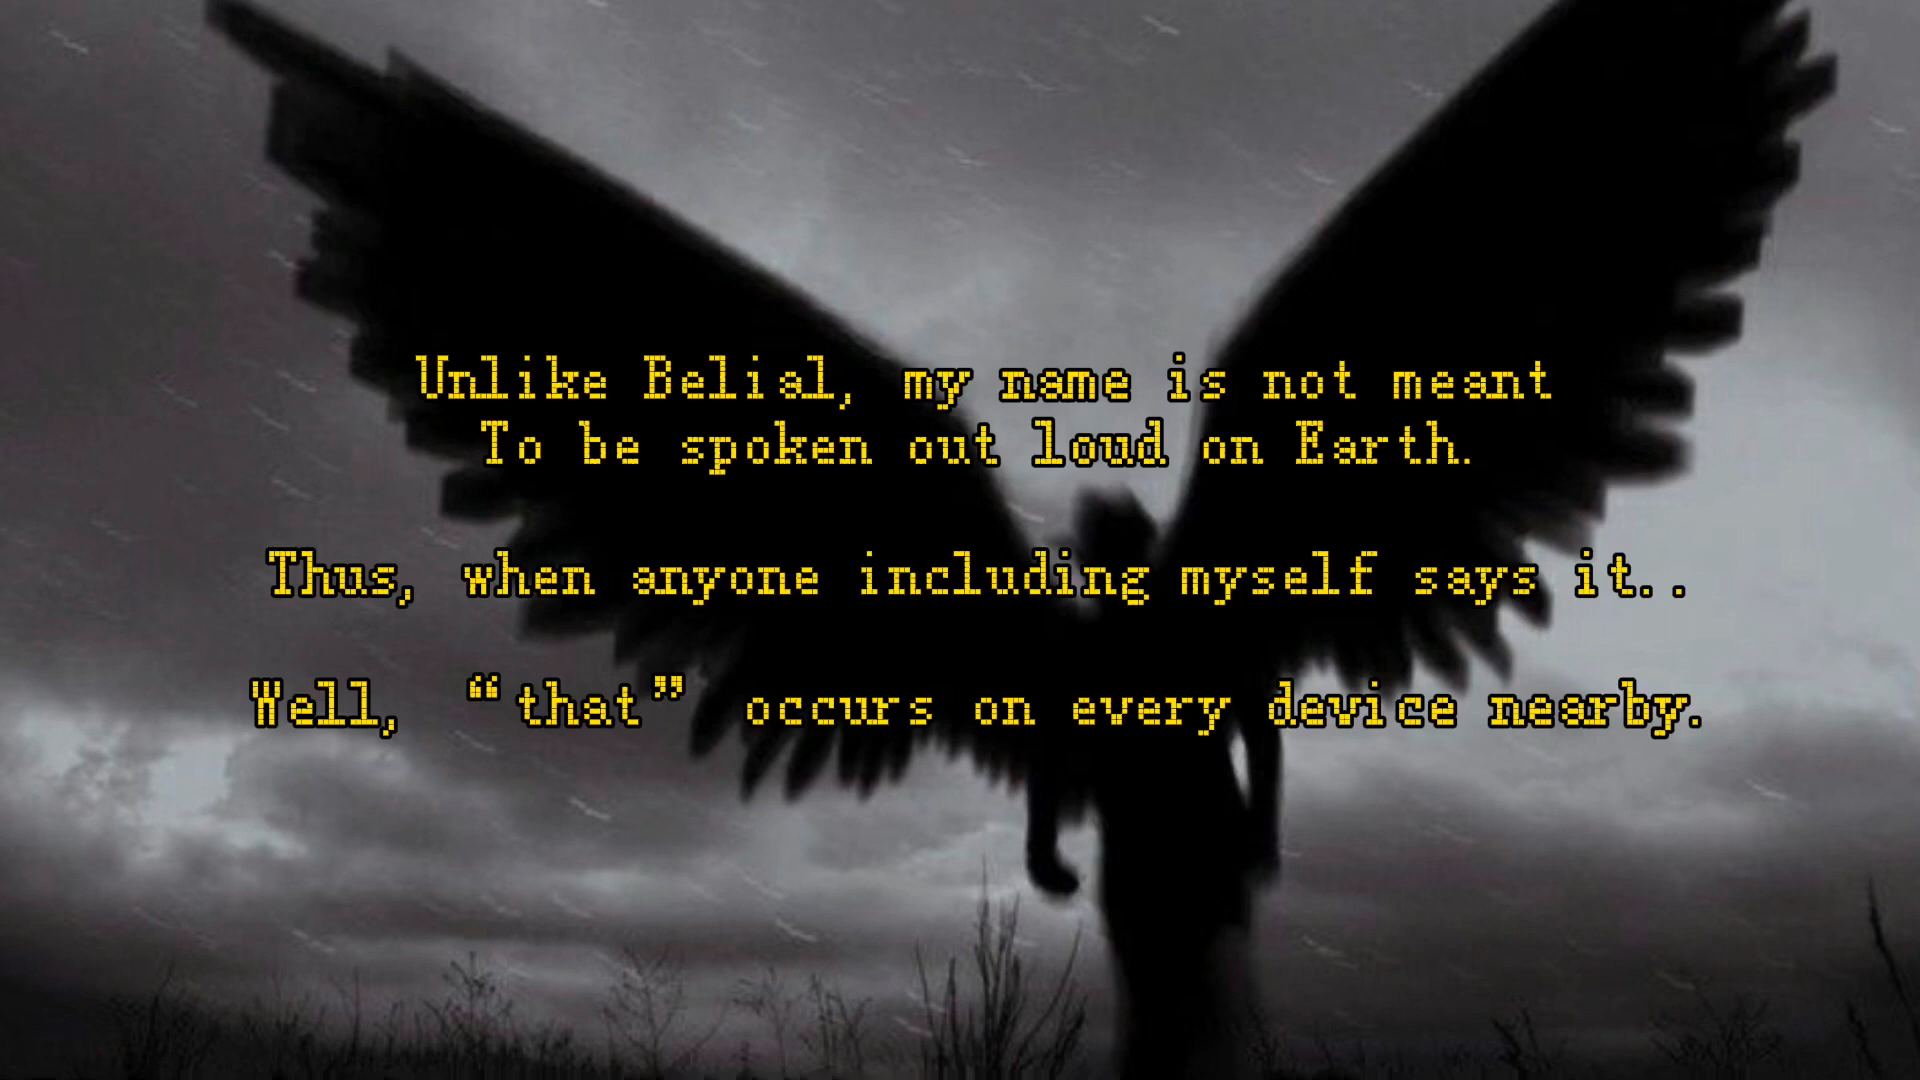 Unlike Belial, my name is not meant
To be spoken out loud on Earth.
Thus, when anyone including myself says it..
Well, “that” occurs on every device nearby.